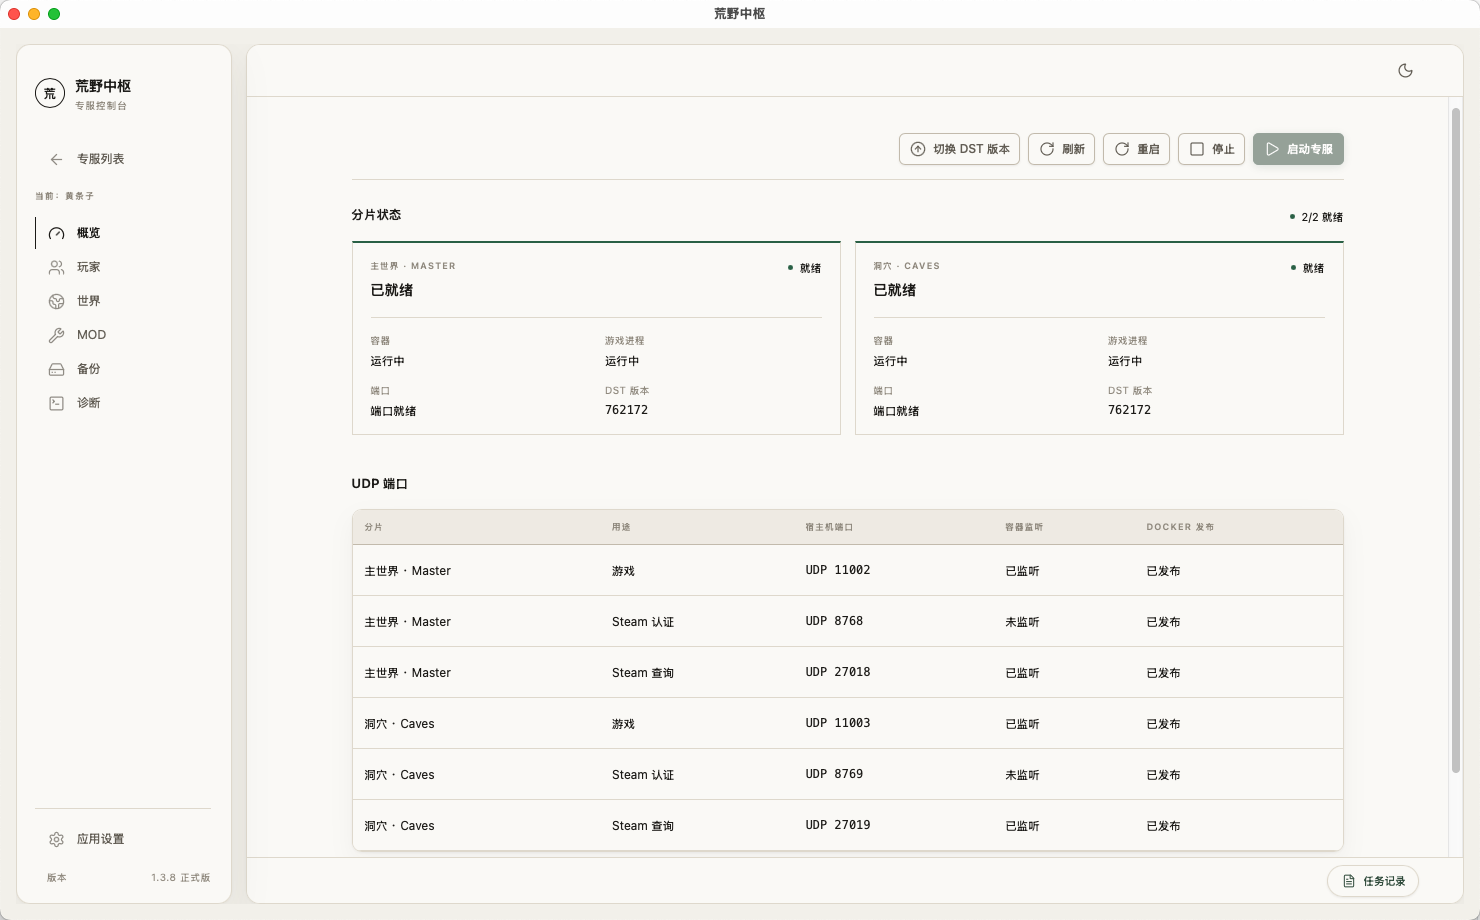 荒野中枢
荒
荒野中枢
专服控制台
专服列表
当前：黄条子
概览
玩家
世界
MOD
备份
诊断
应用设置
版本 1.3.8 正式版
切换 DST 版本 刷新 重启 停止 启动专服
分片状态 2/2 就绪
主世界 · MASTER 就绪
已就绪
容器 游戏进程
运行中 运行中
端口 DST 版本
端口就绪 762172
洞穴 · CAVES 就绪
已就绪
容器 游戏进程
运行中 运行中
端口 DST 版本
端口就绪 762172
UDP 端口
分片 用途 宿主机端口 容器监听 DOCKER 发布
主世界 · Master 游戏 UDP 11002 已监听 已发布
主世界 · Master Steam 认证 UDP 8768 未监听 已发布
主世界 · Master Steam 查询 UDP 27018 已监听 已发布
洞穴 · Caves 游戏 UDP 11003 已监听 已发布
洞穴 · Caves Steam 认证 UDP 8769 未监听 已发布
洞穴 · Caves Steam 查询 UDP 27019 已监听 已发布
任务记录